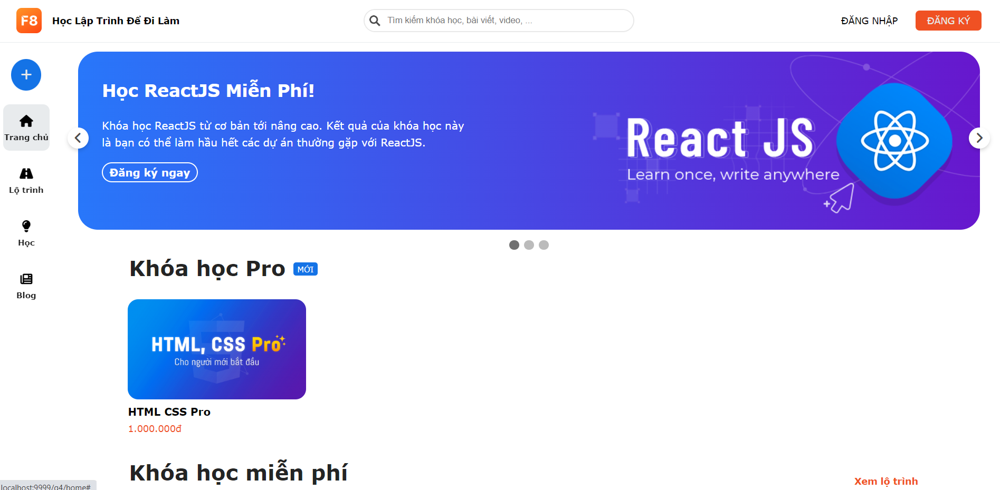 F8
Học Lập Trình Để Đi Làm
Tìm kiếm khóa học, bài viết, video, ...
ĐĂNG NHẬP
ĐĂNG KÝ
Trang chủ
Lộ trình
Học
Blog
Học ReactJS Miễn Phí!
Khóa học ReactJS từ cơ bản tới nâng cao. Kết quả của khóa học này
là bạn có thể làm hầu hết các dự án thường gặp với ReactJS.
Đăng ký ngay
React JS
Learn once, write anywhere
Khóa học Pro MỚI
HTML, CSS Pro
Cho người mới bắt đầu
HTML CSS Pro
1.000.000đ
Khóa học miễn phí
Xem lộ trình
localhost:9999/g4/home#